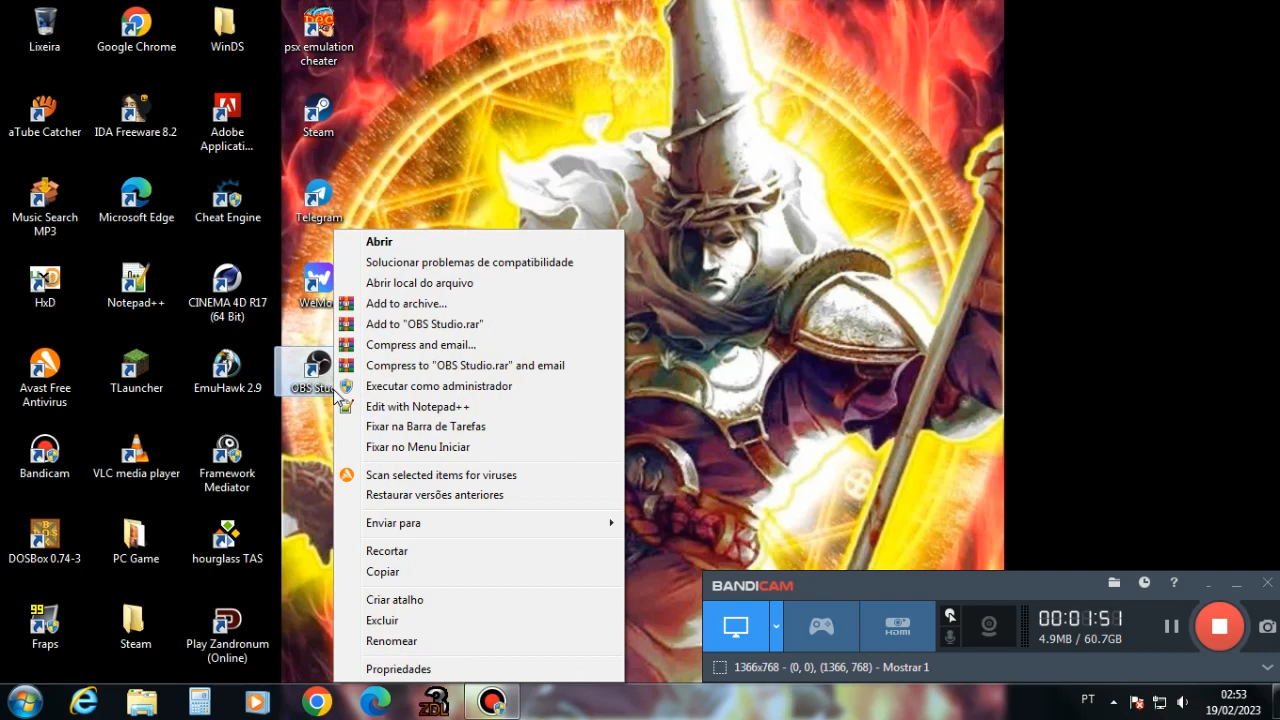 Lixeira
Google Chrome
WinDS
psx emulation
cheater
aTube Catcher
IDA Freeware 8.2
Adobe
Applicati...
Steam
Music Search
MP3
Microsoft Edge
Cheat Engine
Telegram
HxD
Notepad++
CINEMA 4D R17
(64 Bit)
Avast Free
Antivirus
TLauncher
EmuHawk 2.9
OBS Stu
Bandicam
VLC media player
Framework
Mediator
DOSBox 0.74-3
PC Game
hourglass TAS
99
Fraps
Steam
Play Zandronum
(Online)
Abrir
Solucionar problemas de compatibilidade
Abrir local do arquivo
Add to archive...
Add to "OBS Studio.rar"
Compress and email...
Compress to "OBS Studio.rar" and email
Executar como administrador
Edit with Notepad++
Fixar na Barra de Tarefas
Fixar no Menu Iniciar
Scan selected items for viruses
Restaurar versões anteriores
Enviar para
Recortar
Copiar
Criar atalho
Excluir
Renomear
Propriedades
BANDICAM
HDMI
00:01:51
4.9MB / 60.7GB
1366x768 - (0, 0), (1366, 768) - Mostrar 1
ZDL
PT
02:53
19/02/2023